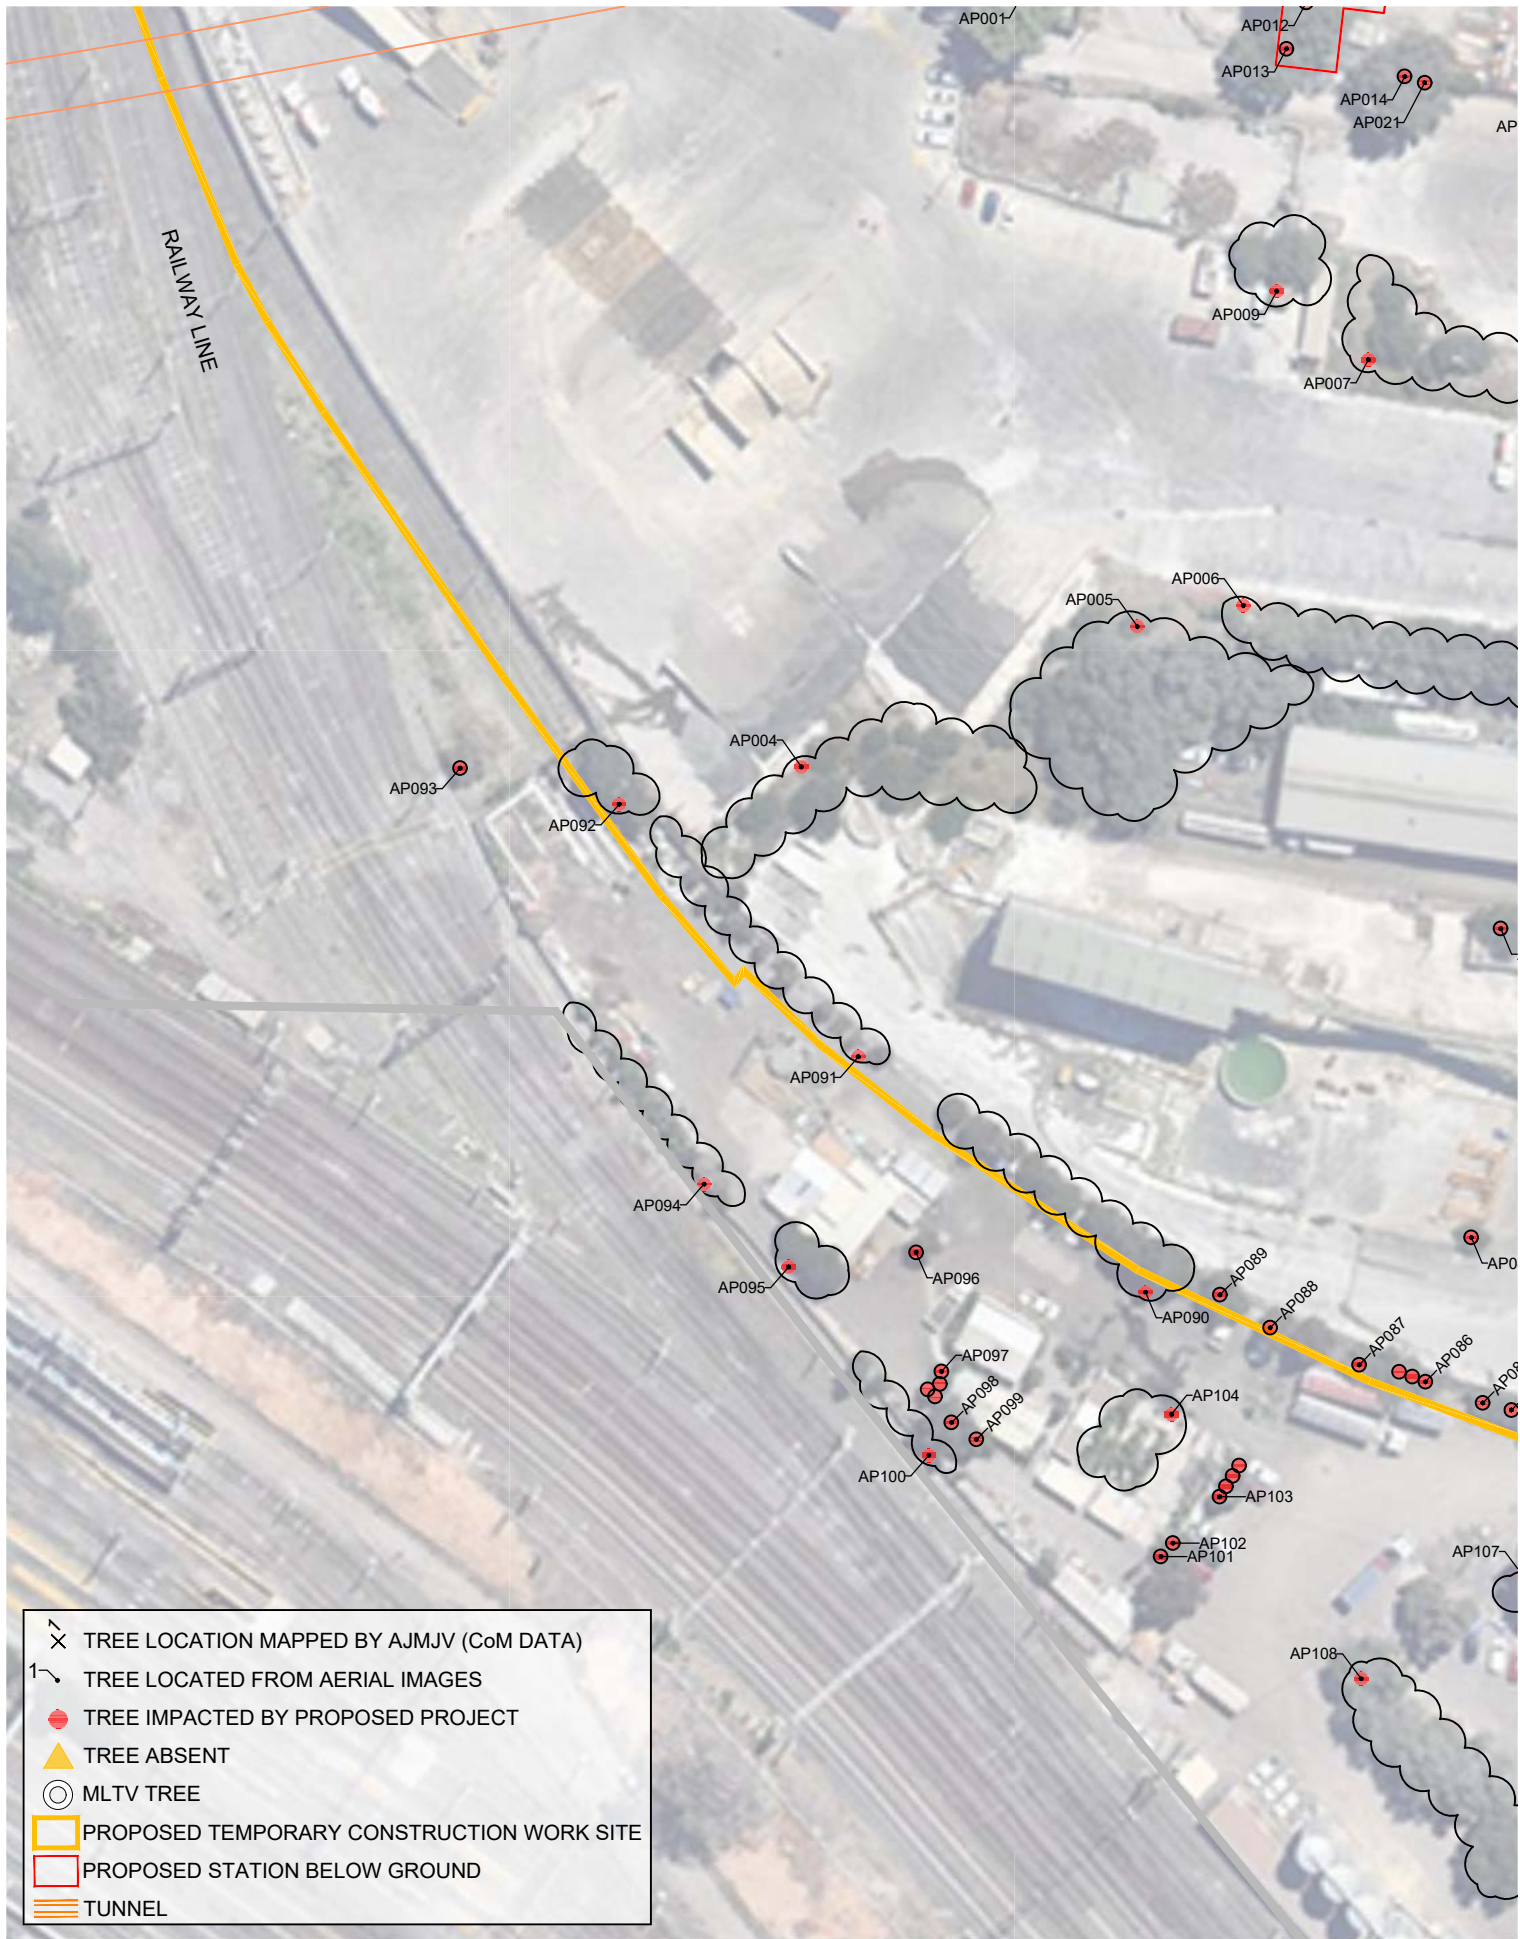 AP001
AP012
AP013
AP014
AP021
AP
RAILWAY LINE
AP009
AP007
AP006
AP005
AP004
AP093
AP092
AP091
AP094
AP095
AP096
AP089
AP088
AP090
AP087
AP086
AP097
AP098
AP099
AP100
AP104
AP103
AP102
AP101
AP107
AP108
1
TREE LOCATION MAPPED BY AJMJV (CoM DATA)
1
TREE LOCATED FROM AERIAL IMAGES
TREE IMPACTED BY PROPOSED PROJECT
TREE ABSENT
MLTV TREE
PROPOSED TEMPORARY CONSTRUCTION WORK SITE
PROPOSED STATION BELOW GROUND
TUNNEL